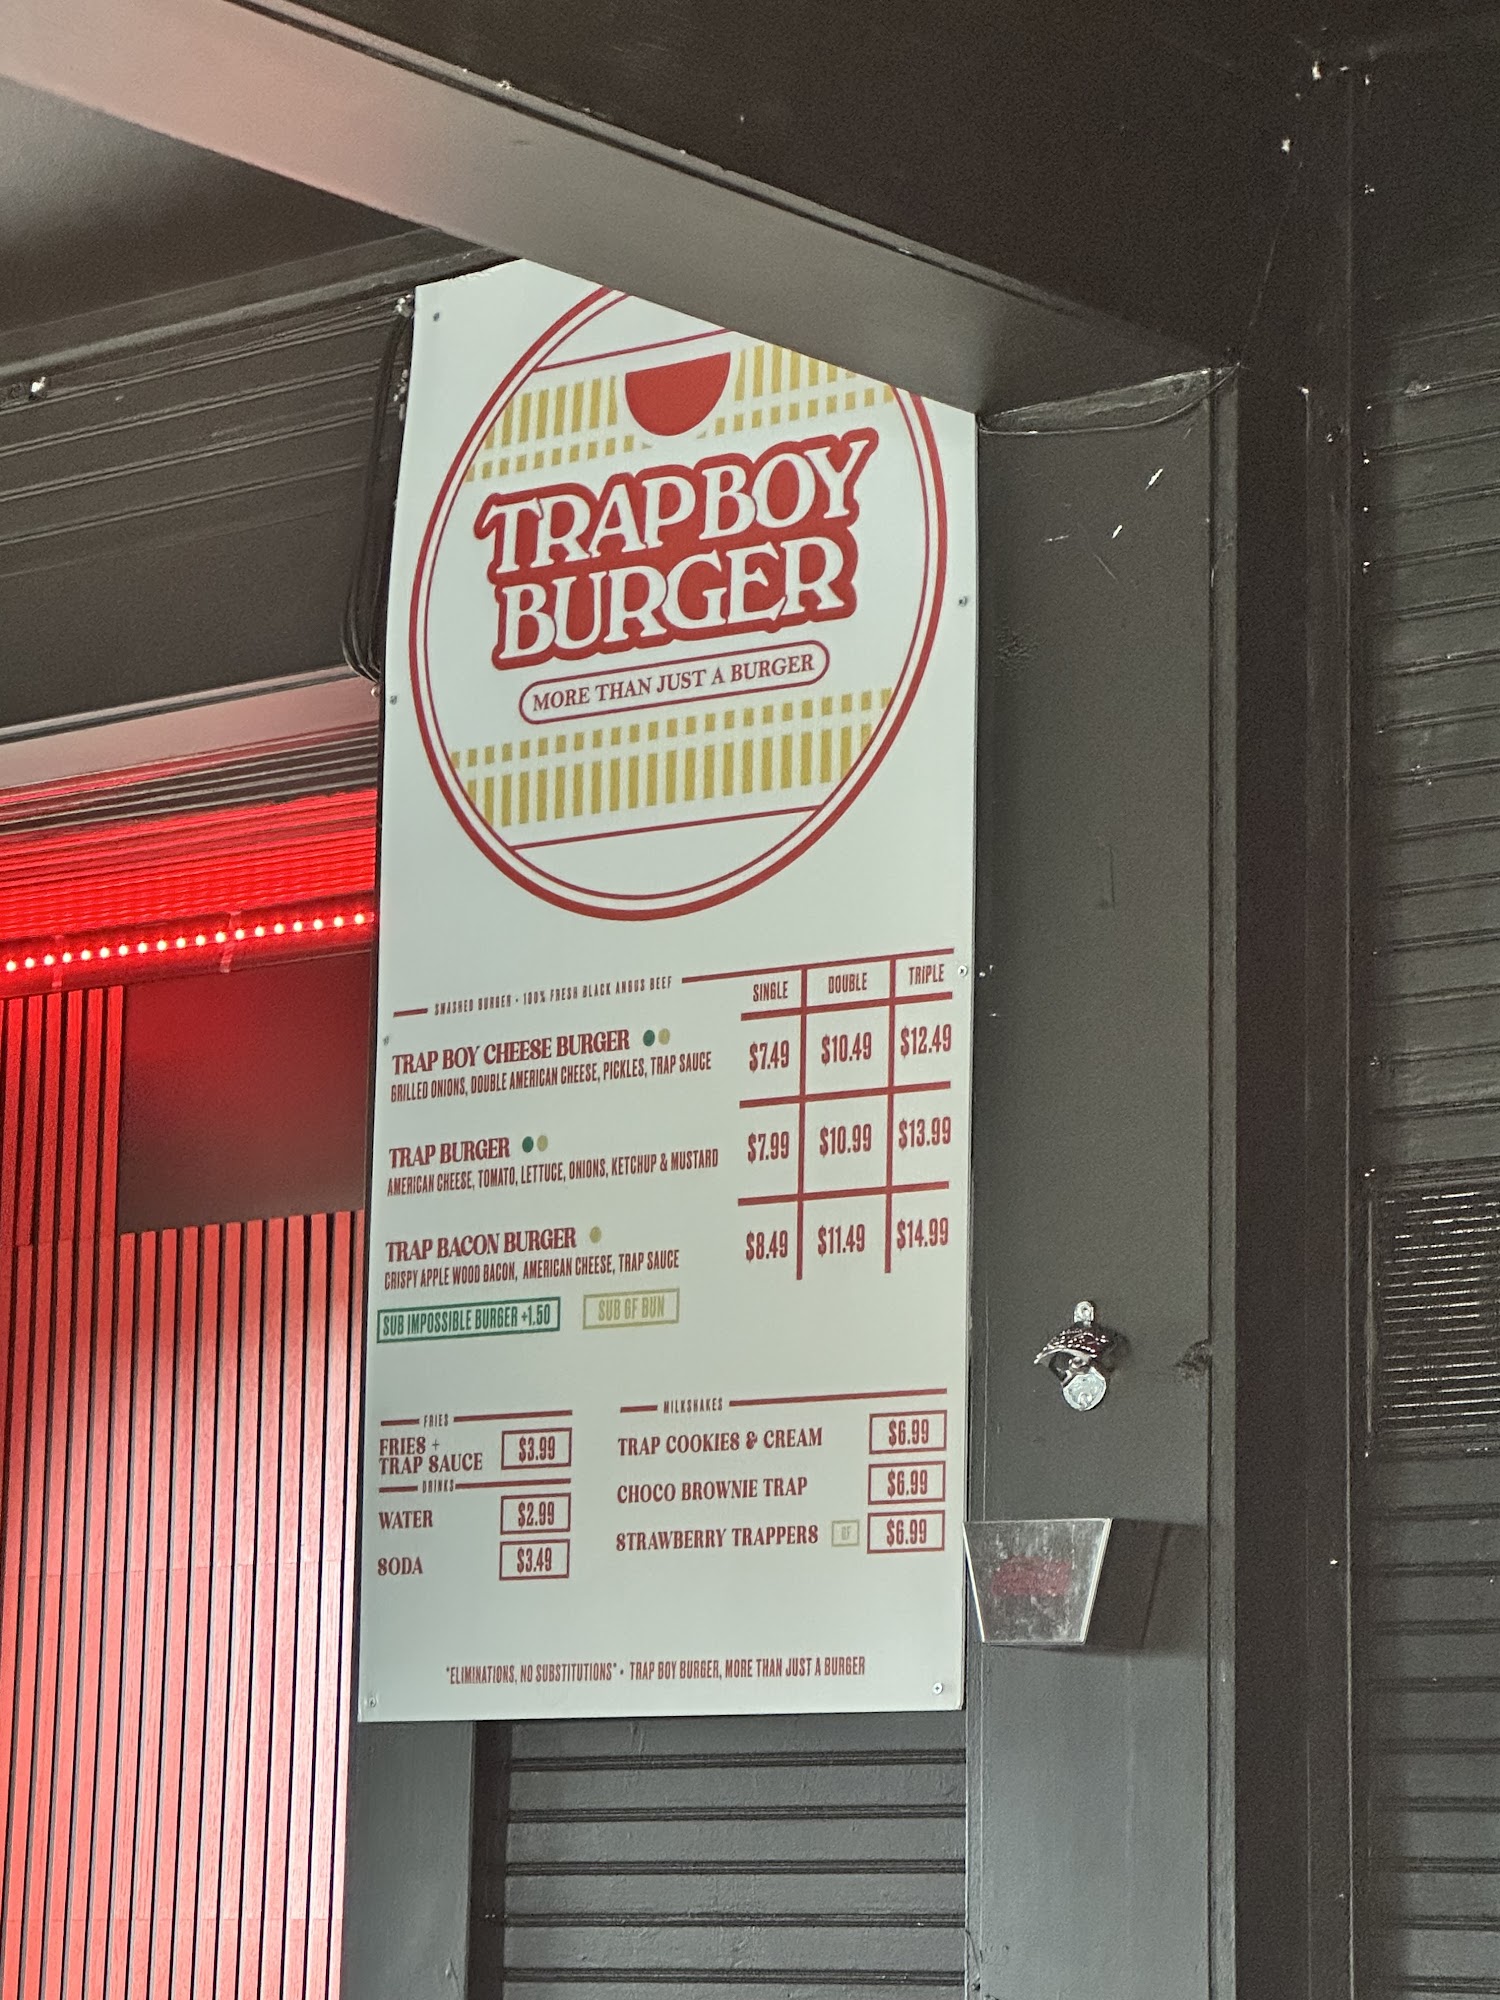 TRAP BOY
BURGER
MORE THAN JUST A BURGER
SMASHED BURGER • 100% FRESH BLACK ANGUS BEEF
SINGLE DOUBLE TRIPLE
TRAP BOY CHEESE BURGER $7.49 $10.49 $12.49
GRILLED ONIONS, DOUBLE AMERICAN CHEESE, PICKLES, TRAP SAUCE
TRAP BURGER $7.99 $10.99 $13.99
AMERICAN CHEESE, TOMATO, LETTUCE, ONIONS, KETCHUP & MUSTARD
TRAP BACON BURGER $8.49 $11.49 $14.99
CRISPY APPLE WOOD BACON, AMERICAN CHEESE, TRAP SAUCE
SUB IMPOSSIBLE BURGER +1.50 SUB GF BUN
FRIES
FRIES +
TRAP SAUCE $3.99
DRINKS
WATER $2.99
SODA $3.49
MILKSHAKES
TRAP COOKIES & CREAM $6.99
CHOCO BROWNIE TRAP $6.99
STRAWBERRY TRAPPERS GF $6.99
"ELIMINATIONS, NO SUBSTITUTIONS" • TRAP BOY BURGER, MORE THAN JUST A BURGER